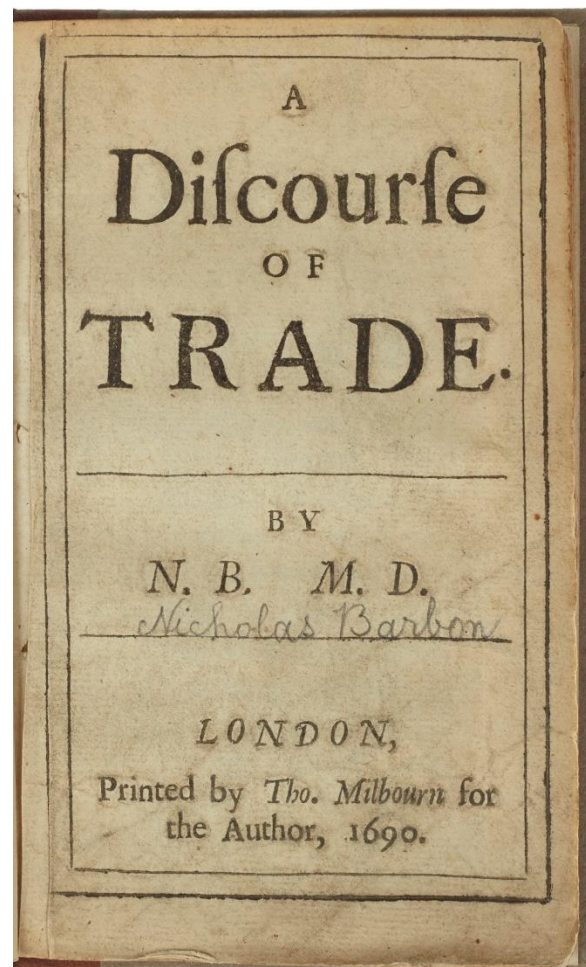 A
Diſcourſe
OF
TRADE.
BY
N. B. M. D.
Nicholas Barbon
LONDON,
Printed by Tho. Milbourn for
the Author, 1690.